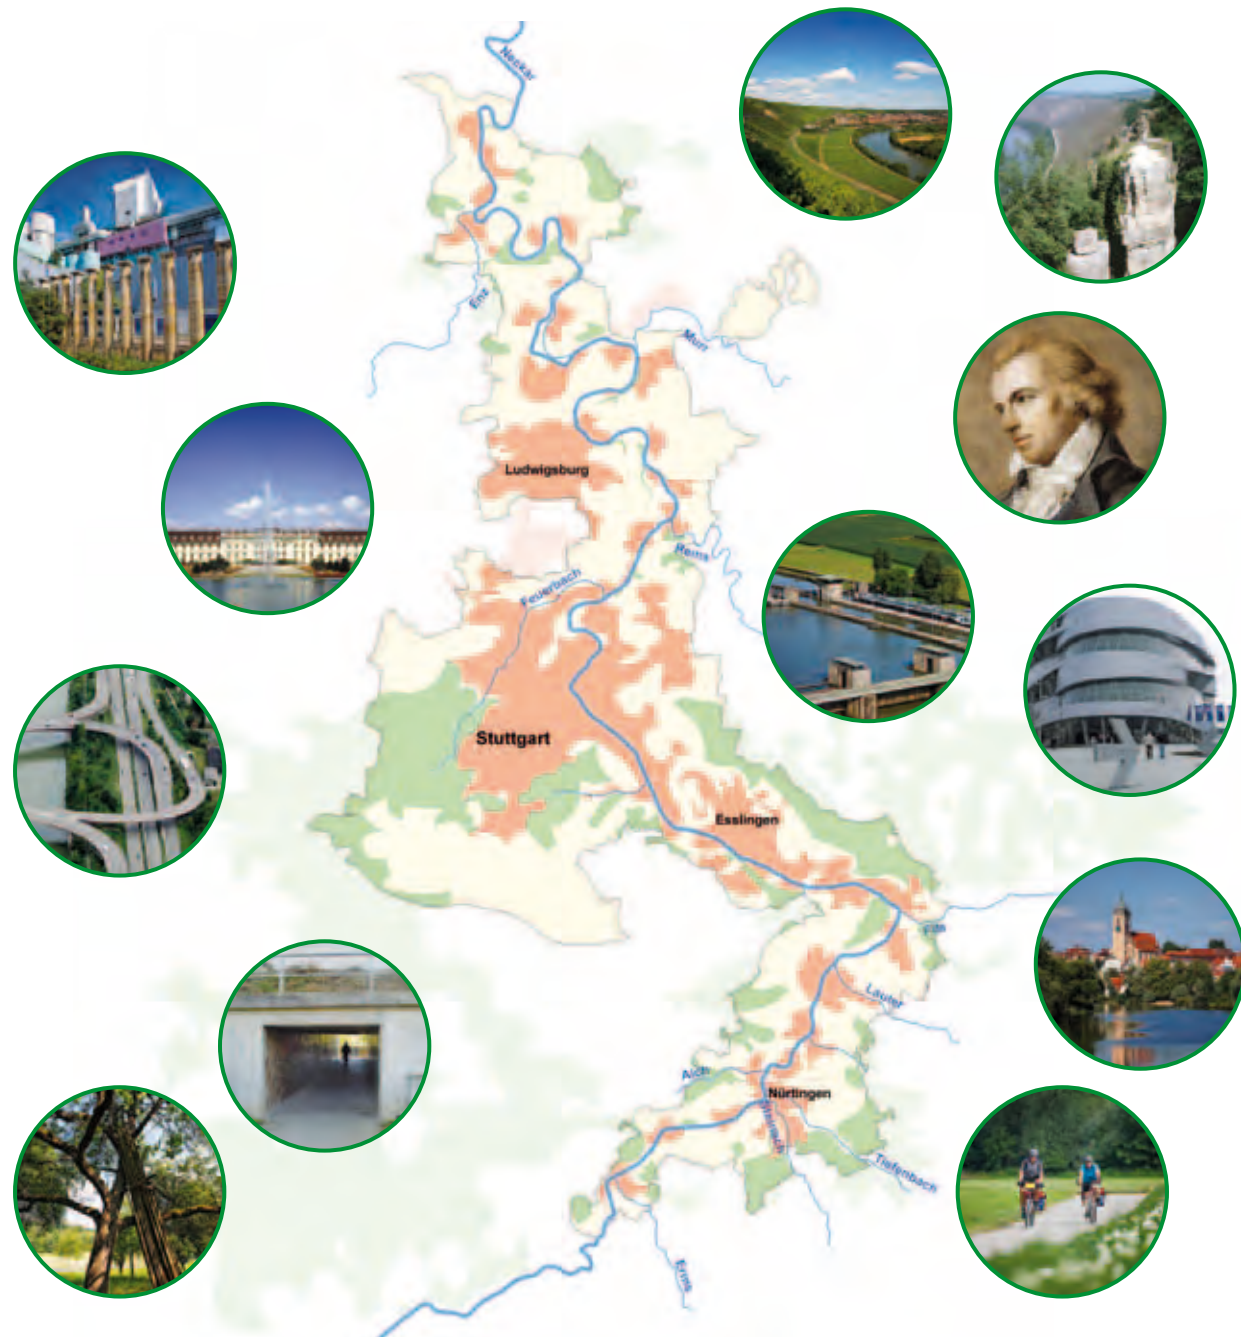 Neckar
Enz
Murr
Ludwigsburg
Rems
Feuerbach
Stuttgart
Esslingen
Fils
Lauter
Aich
Nürtingen
Steinach
Tiefenbach
Erms